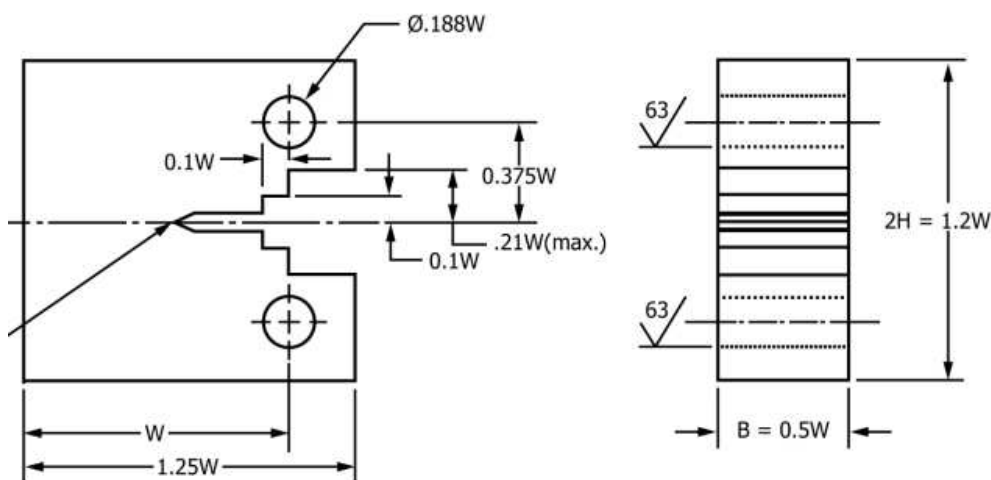 Ø.188W
0.1W
0.375W
.21W(max.)
0.1W
W
1.25W
63
63
2H = 1.2W
B = 0.5W